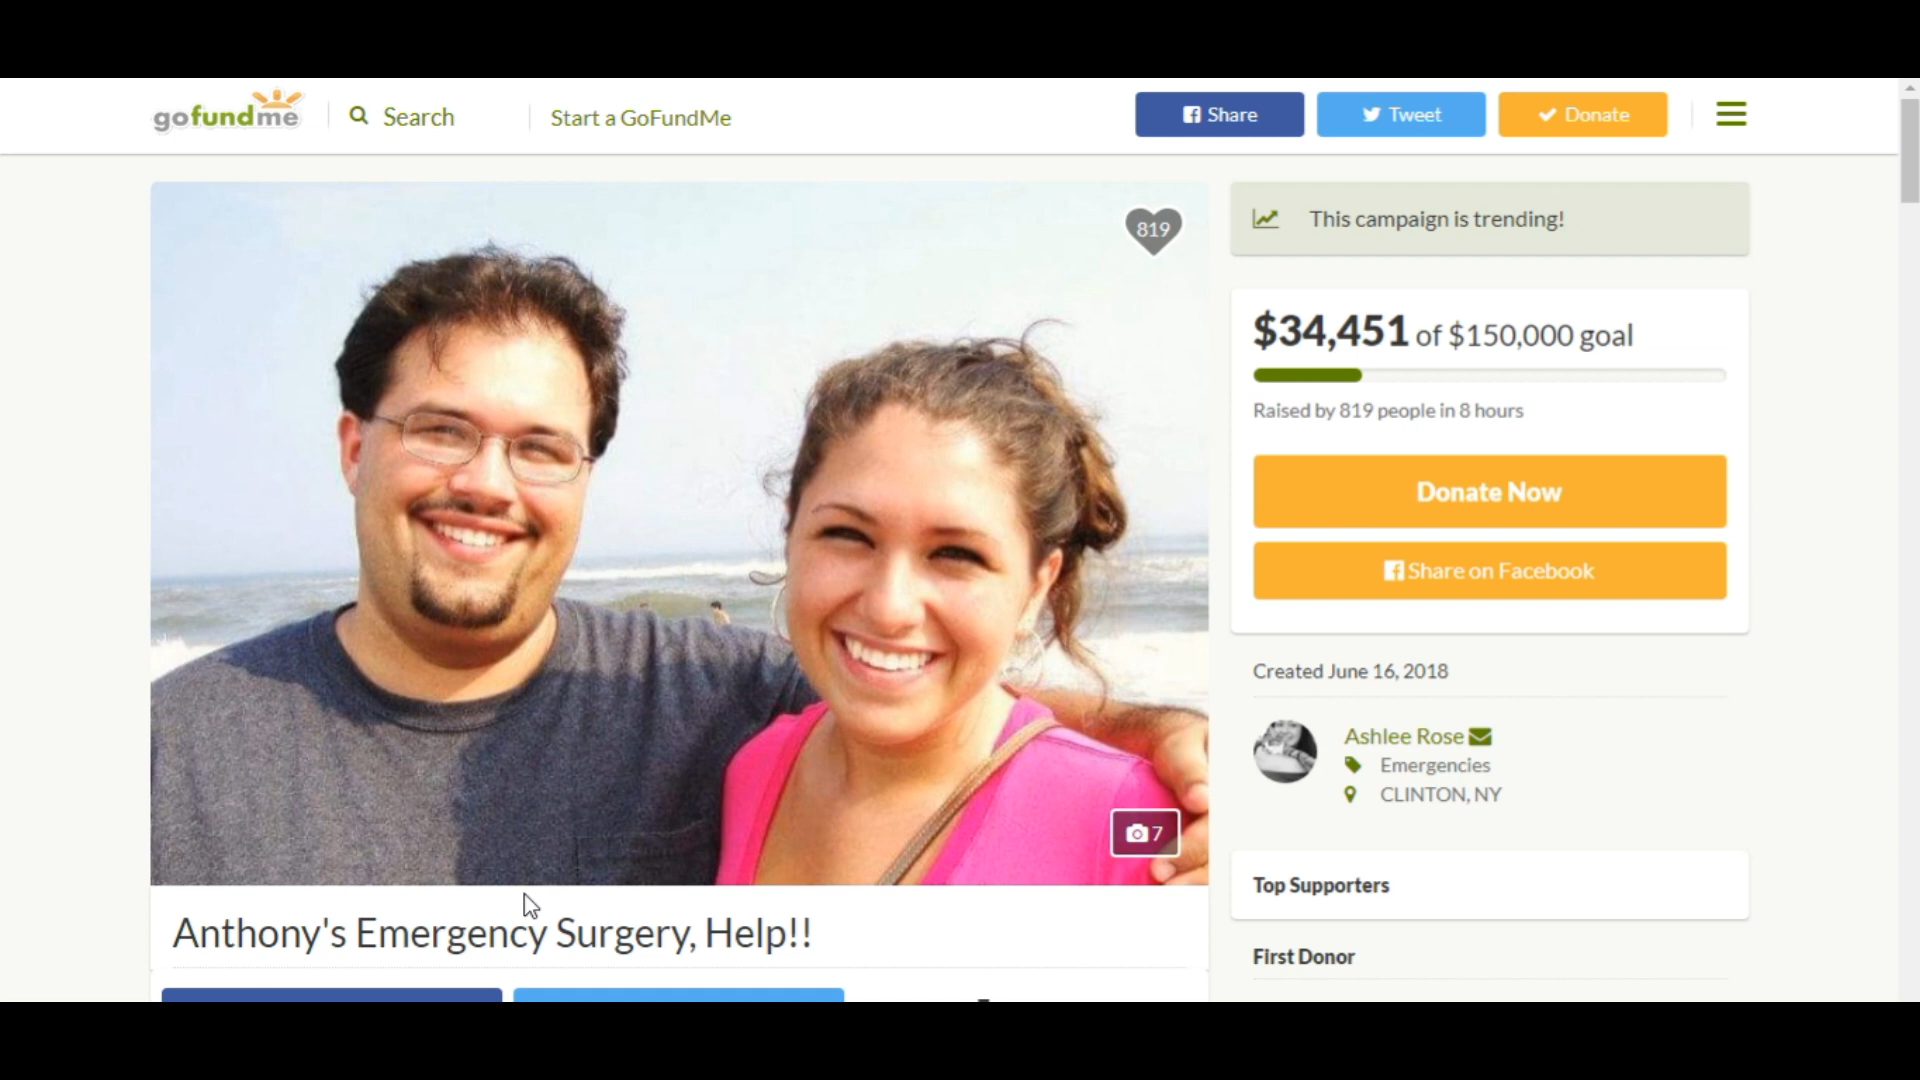 gofundme
Search
Start a GoFundMe
Share
Tweet
Donate
819
This campaign is trending!
$34,451 of $150,000 goal
Raised by 819 people in 8 hours
Donate Now
Share on Facebook
Created June 16, 2018
Ashlee Rose
Emergencies
CLINTON, NY
7
Top Supporters
Anthony's Emergency Surgery, Help!!
First Donor